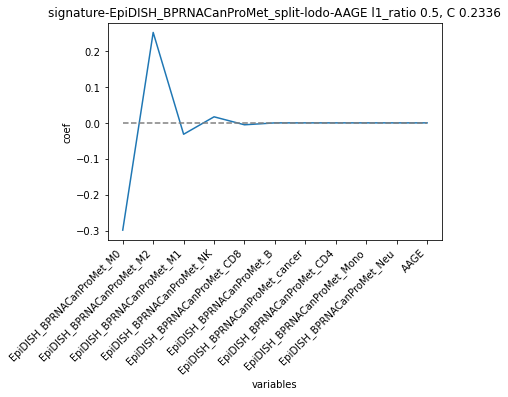 signature-EpiDISH_BPRNACanProMet_split-lodo-AAGE l1_ratio 0.5, C 0.2336
0.2
0.1
0.0
−0.1
−0.2
−0.3
coef
EpiDISH_BPRNACanProMet_M0
EpiDISH_BPRNACanProMet_M2
EpiDISH_BPRNACanProMet_M1
EpiDISH_BPRNACanProMet_NK
EpiDISH_BPRNACanProMet_CD8
EpiDISH_BPRNACanProMet_B
EpiDISH_BPRNACanProMet_cancer
EpiDISH_BPRNACanProMet_CD4
EpiDISH_BPRNACanProMet_Mono
EpiDISH_BPRNACanProMet_Neu
AAGE
variables